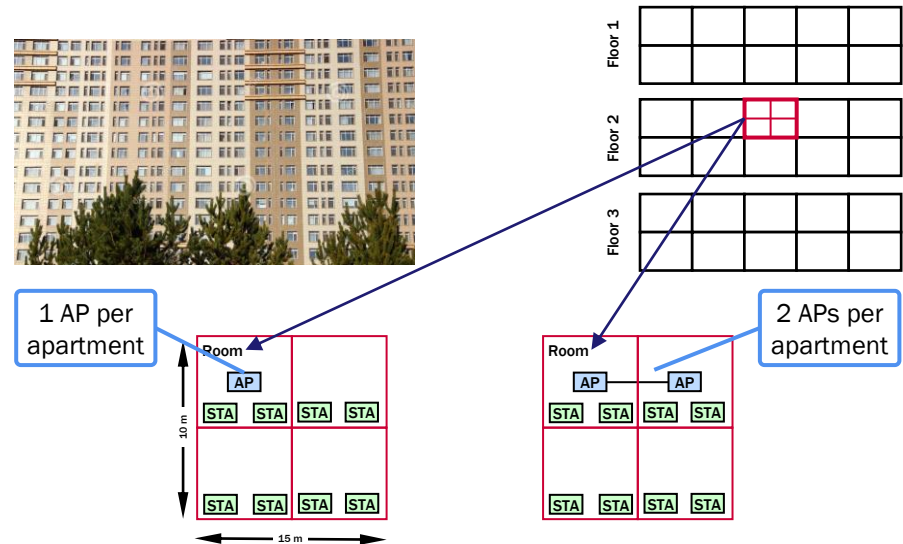 Floor 1
Floor 2
Floor 3
1 AP per
apartment
2 APs per
apartment
Room
AP
STA STA STA STA
STA STA STA STA
10 m
15 m
Room
AP AP
STA STA STA STA
STA STA STA STA